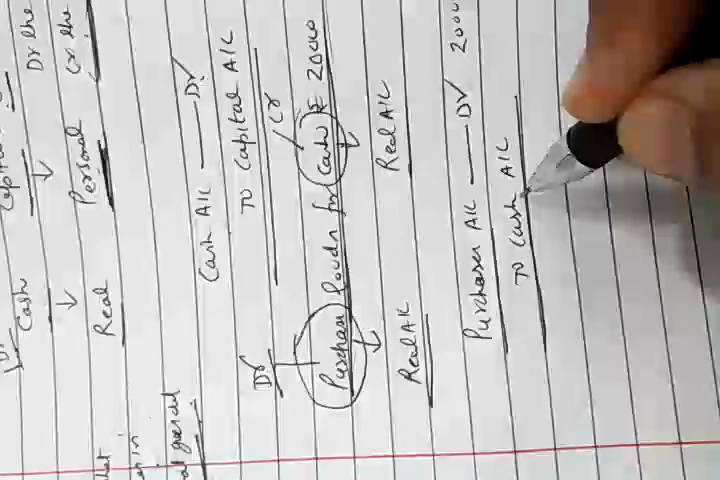 Dr
Cash Dr the
Real Personal Cr the
Cash A/C —— Dr
To Capital A/C
Dr Cr
Purchase Goods for Cash ₹ 20000
Real A/C Real A/C
Purchases A/C —— Dr 2000
To Cash A/C